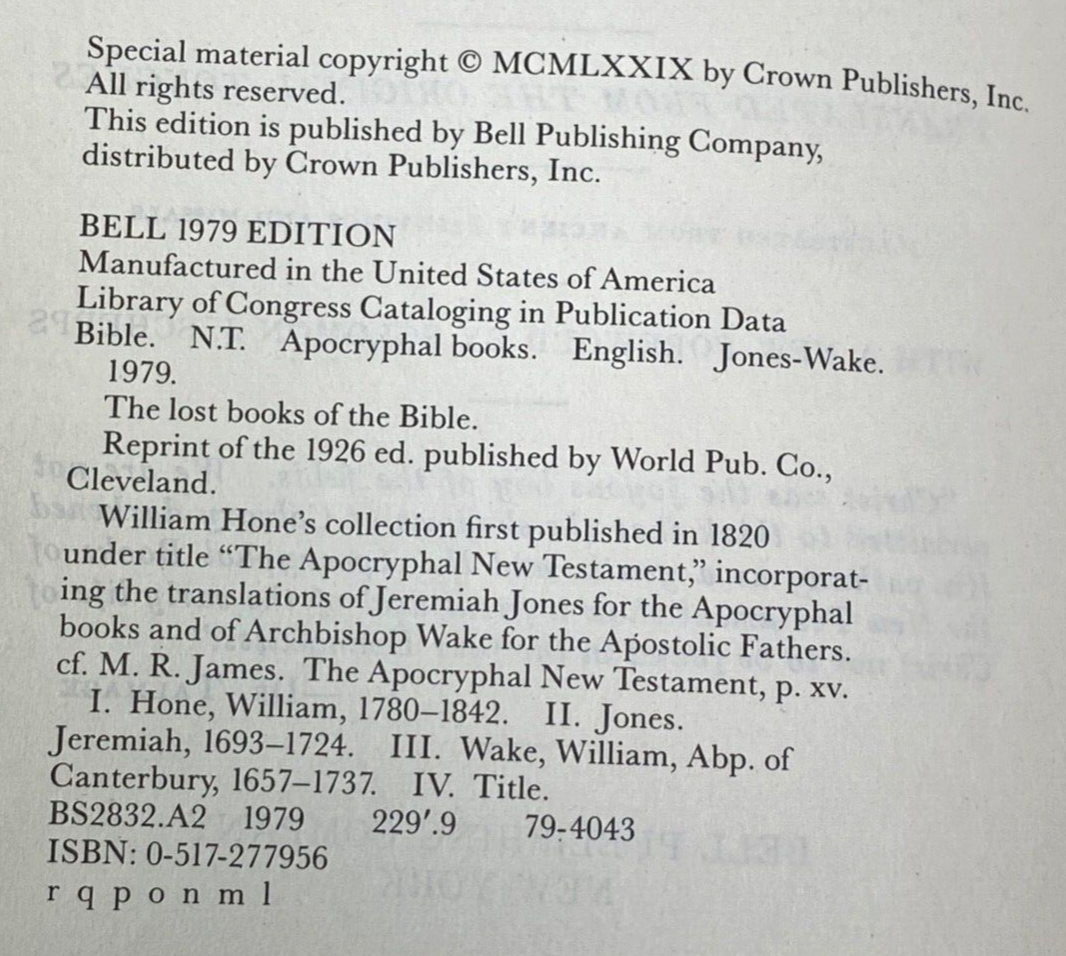 Special material copyright © MCMLXXIX by Crown Publishers, Inc.
All rights reserved.
This edition is published by Bell Publishing Company,
distributed by Crown Publishers, Inc.
BELL 1979 EDITION
Manufactured in the United States of America
Library of Congress Cataloging in Publication Data
Bible. N.T. Apocryphal books. English. Jones-Wake.
1979.
The lost books of the Bible.
Reprint of the 1926 ed. published by World Pub. Co.,
Cleveland.
William Hone's collection first published in 1820
under title “The Apocryphal New Testament,” incorporat-
ing the translations of Jeremiah Jones for the Apocryphal
books and of Archbishop Wake for the Apostolic Fathers.
cf. M. R. James. The Apocryphal New Testament, p. xv.
I. Hone, William, 1780–1842. II. Jones.
Jeremiah, 1693–1724. III. Wake, William, Abp. of
Canterbury, 1657–1737. IV. Title.
BS2832.A2 1979 229′.9 79-4043
ISBN: 0-517-277956
r q p o n m l